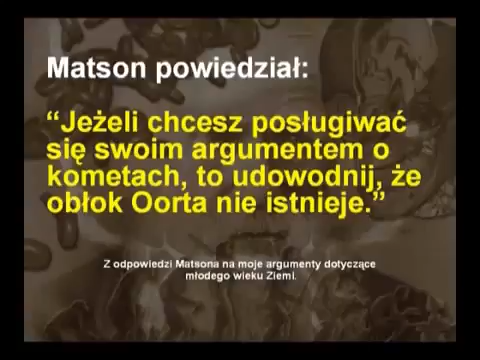 Matson powiedział:
“Jeżeli chcesz posługiwać
się swoim argumentem o
kometach, to udowodnij, że
obłok Oorta nie istnieje.”
Z odpowiedzi Matsona na moje argumenty dotyczące
młodego wieku Ziemi.